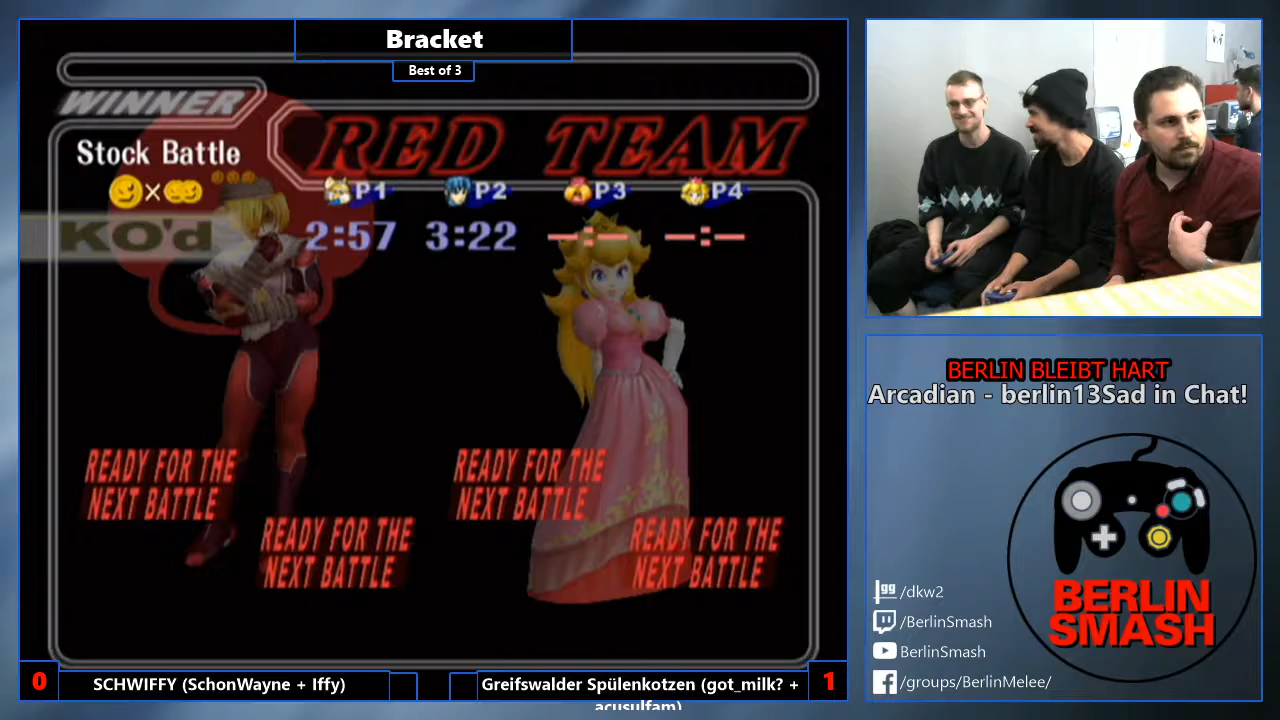 Bracket
Best of 3
WINNER
Stock Battle
RED TEAM
P1 P2 P3 P4
KO'd 2:57 3:22 -:- -:-
READY FOR THE
NEXT BATTLE
READY FOR THE
NEXT BATTLE
READY FOR THE
NEXT BATTLE
READY FOR THE
NEXT BATTLE
0 SCHWIFFY (SchonWayne + Iffy)
Greifswalder Spülenkotzen (got_milk? +
acusulfam)
1
BERLIN BLEIBT HART
Arcadian - berlin13Sad in Chat!
BERLIN
SMASH
gg /dkw2
/BerlinSmash
BerlinSmash
/groups/BerlinMelee/